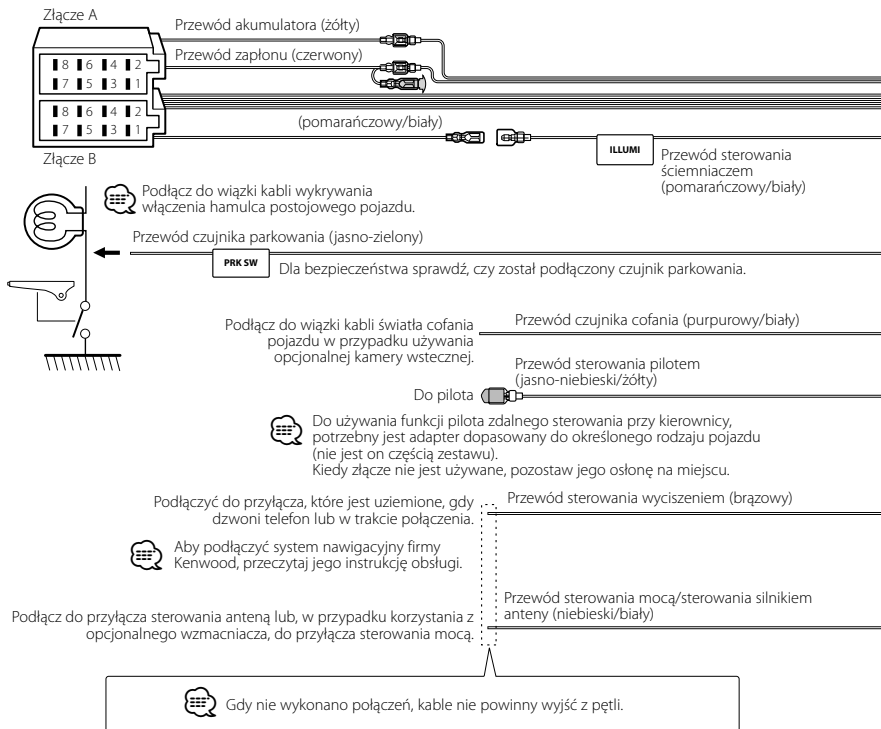 Złącze A
Przewód akumulatora (żółty)
Przewód zapłonu (czerwony)
8 6 4 2
7 5 3 1
8 6 4 2
7 5 3 1
(pomarańczowy/biały)
Złącze B
ILLUMI
Przewód sterowania
ściemniaczem
(pomarańczowy/biały)
Podłącz do wiązki kabli wykrywania
włączenia hamulca postojowego pojazdu.
Przewód czujnika parkowania (jasno-zielony)
PRK SW
Dla bezpieczeństwa sprawdź, czy został podłączony czujnik parkowania.
Podłącz do wiązki kabli światła cofania
pojazdu w przypadku używania
opcjonalnej kamery wstecznej.
Przewód czujnika cofania (purpurowy/biały)
Przewód sterowania pilotem
(jasno-niebieski/żółty)
Do pilota
Do używania funkcji pilota zdalnego sterowania przy kierownicy,
potrzebny jest adapter dopasowany do określonego rodzaju pojazdu
(nie jest on częścią zestawu).
Kiedy złącze nie jest używane, pozostaw jego osłonę na miejscu.
Podłączyć do przyłącza, które jest uziemione, gdy
dzwoni telefon lub w trakcie połączenia.
Przewód sterowania wyciszeniem (brązowy)
Aby podłączyć system nawigacyjny firmy
Kenwood, przeczytaj jego instrukcję obsługi.
Przewód sterowania mocą/sterowania silnikiem
anteny (niebieski/biały)
Podłącz do przyłącza sterowania anteną lub, w przypadku korzystania z
opcjonalnego wzmacniacza, do przyłącza sterowania mocą.
Gdy nie wykonano połączeń, kable nie powinny wyjść z pętli.